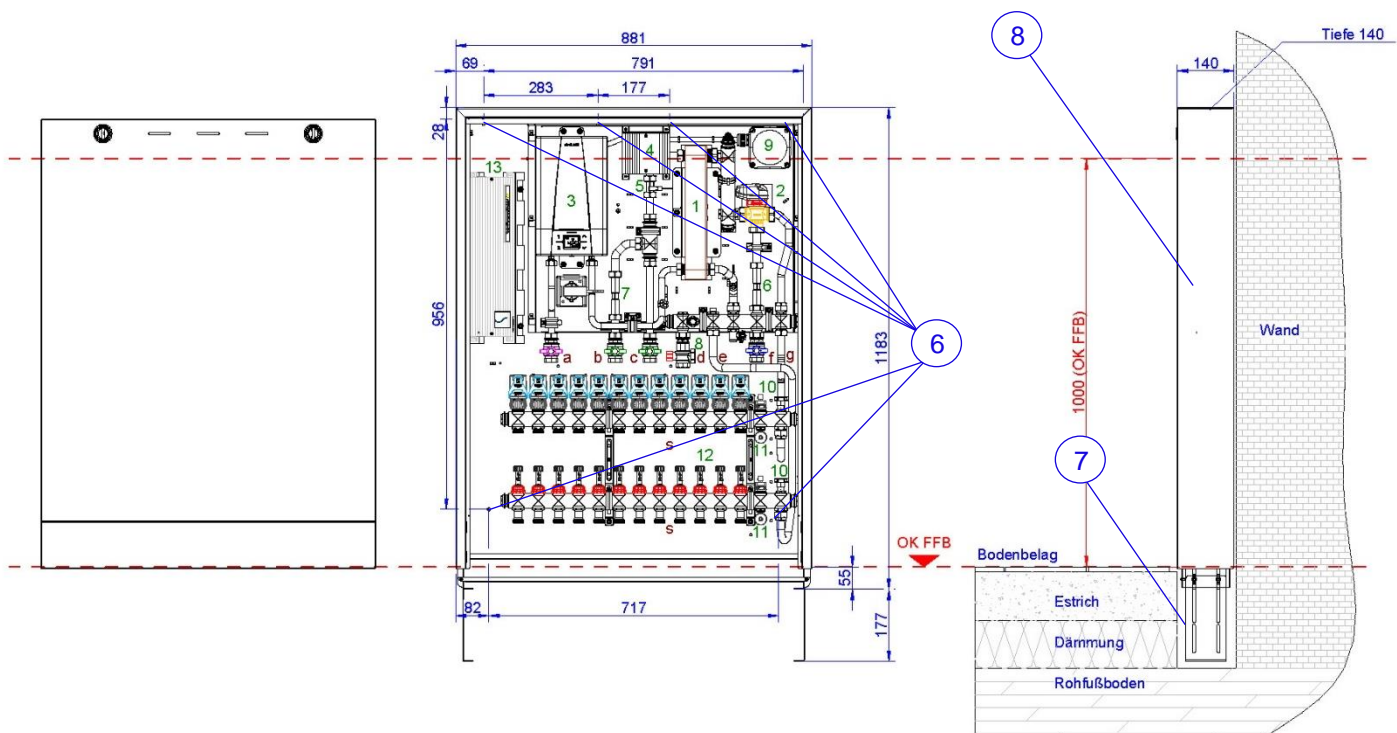 8
Tiefe 140
881
140
69
791
283
177
28
4
9
13
5
2
3
1
956
6
7
6
1183
1000 (OK FFB)
Wand
a
b
c
8
d
e
f
g
10
7
s
12
11
10
s
11
OK FFB
Bodenbelag
55
Estrich
82
717
177
Dämmung
Rohfußboden